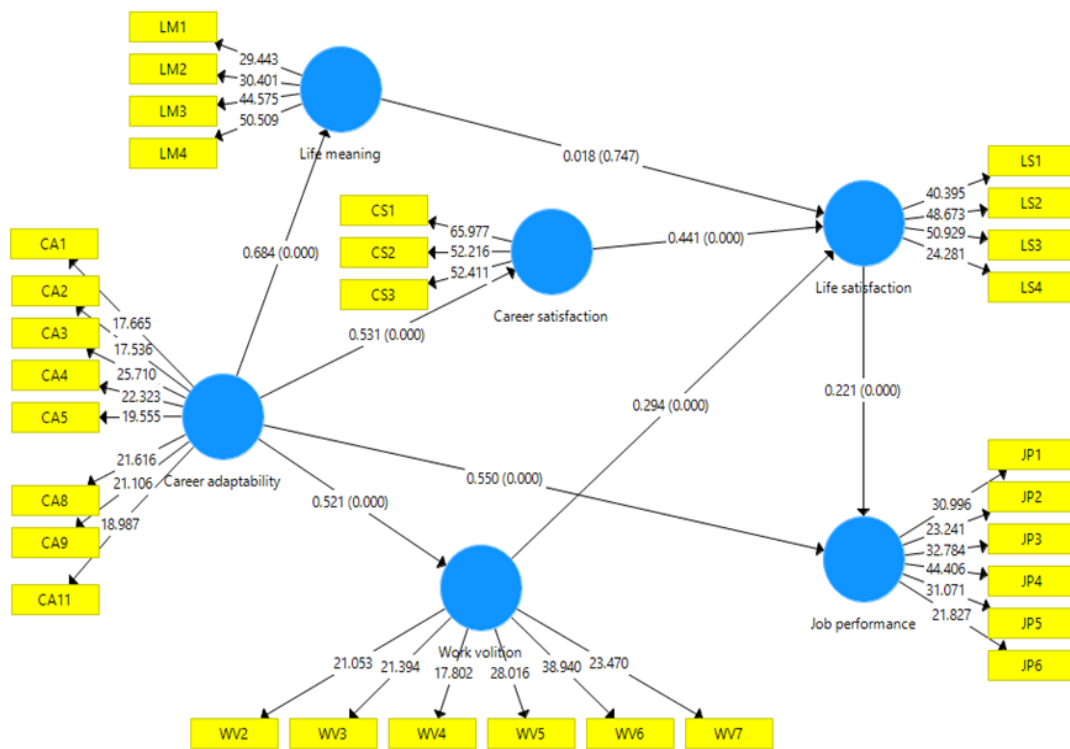 LM1
LM2
LM3
LM4
29.443
30.401
44.575
50.509
Life meaning
0.018 (0.747)
LS1
LS2
LS3
LS4
40.395
48.673
50.929
24.281
Life satisfaction
CS1
CS2
CS3
65.977
52.216
52.411
Career satisfaction
0.441 (0.000)
0.684 (0.000)
0.531 (0.000)
CA1
CA2
CA3
CA4
CA5
CA8
CA9
CA11
17.665
17.536
25.710
22.323
19.555
21.616
21.106
18.987
Career adaptability
0.294 (0.000)
0.221 (0.000)
0.550 (0.000)
0.521 (0.000)
JP1
JP2
JP3
JP4
JP5
JP6
30.996
23.241
32.784
44.406
31.071
21.827
Job performance
Work volition
21.053
21.394
17.802
28.016
38.940
23.470
WV2
WV3
WV4
WV5
WV6
WV7